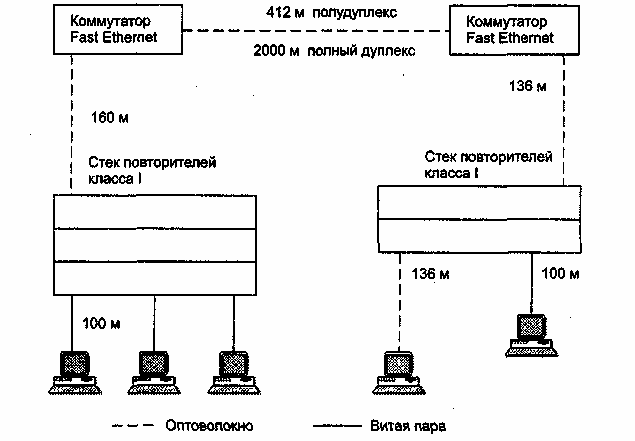 412 м полудуплекс
Коммутатор
Fast Ethernet
Коммутатор
Fast Ethernet
2000 м полный дуплекс
136 м
160 м
Стек повторителей
класса I
Стек повторителей
класса I
136 м
100 м
100 м
Оптоволокно
Витая пара